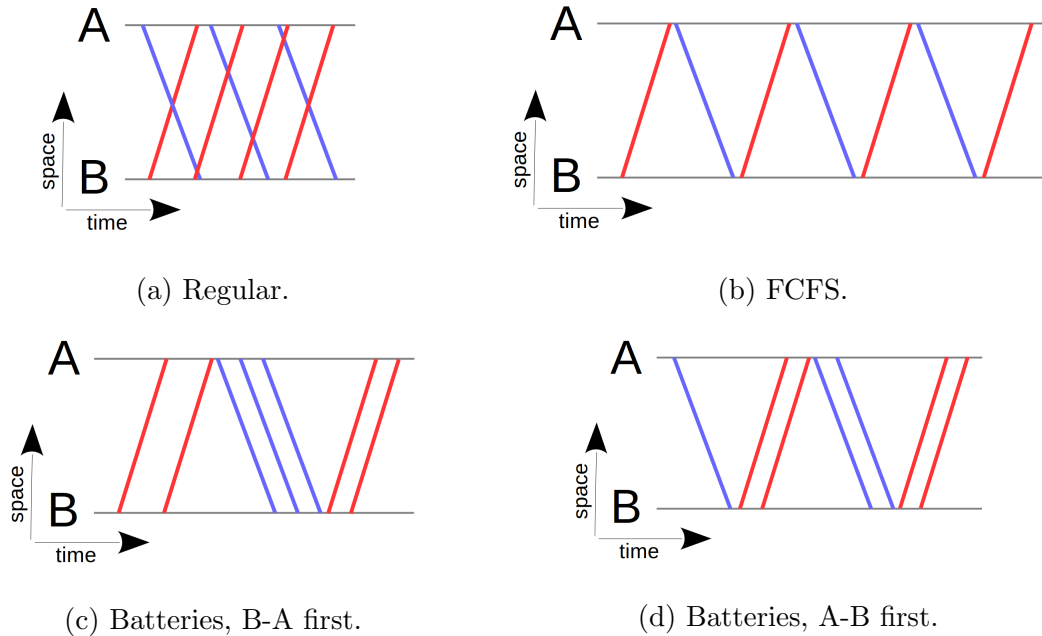 A
B
space
time
(a) Regular.
A
B
space
time
(b) FCFS.
A
B
space
time
(c) Batteries, B-A first.
A
B
space
time
(d) Batteries, A-B first.